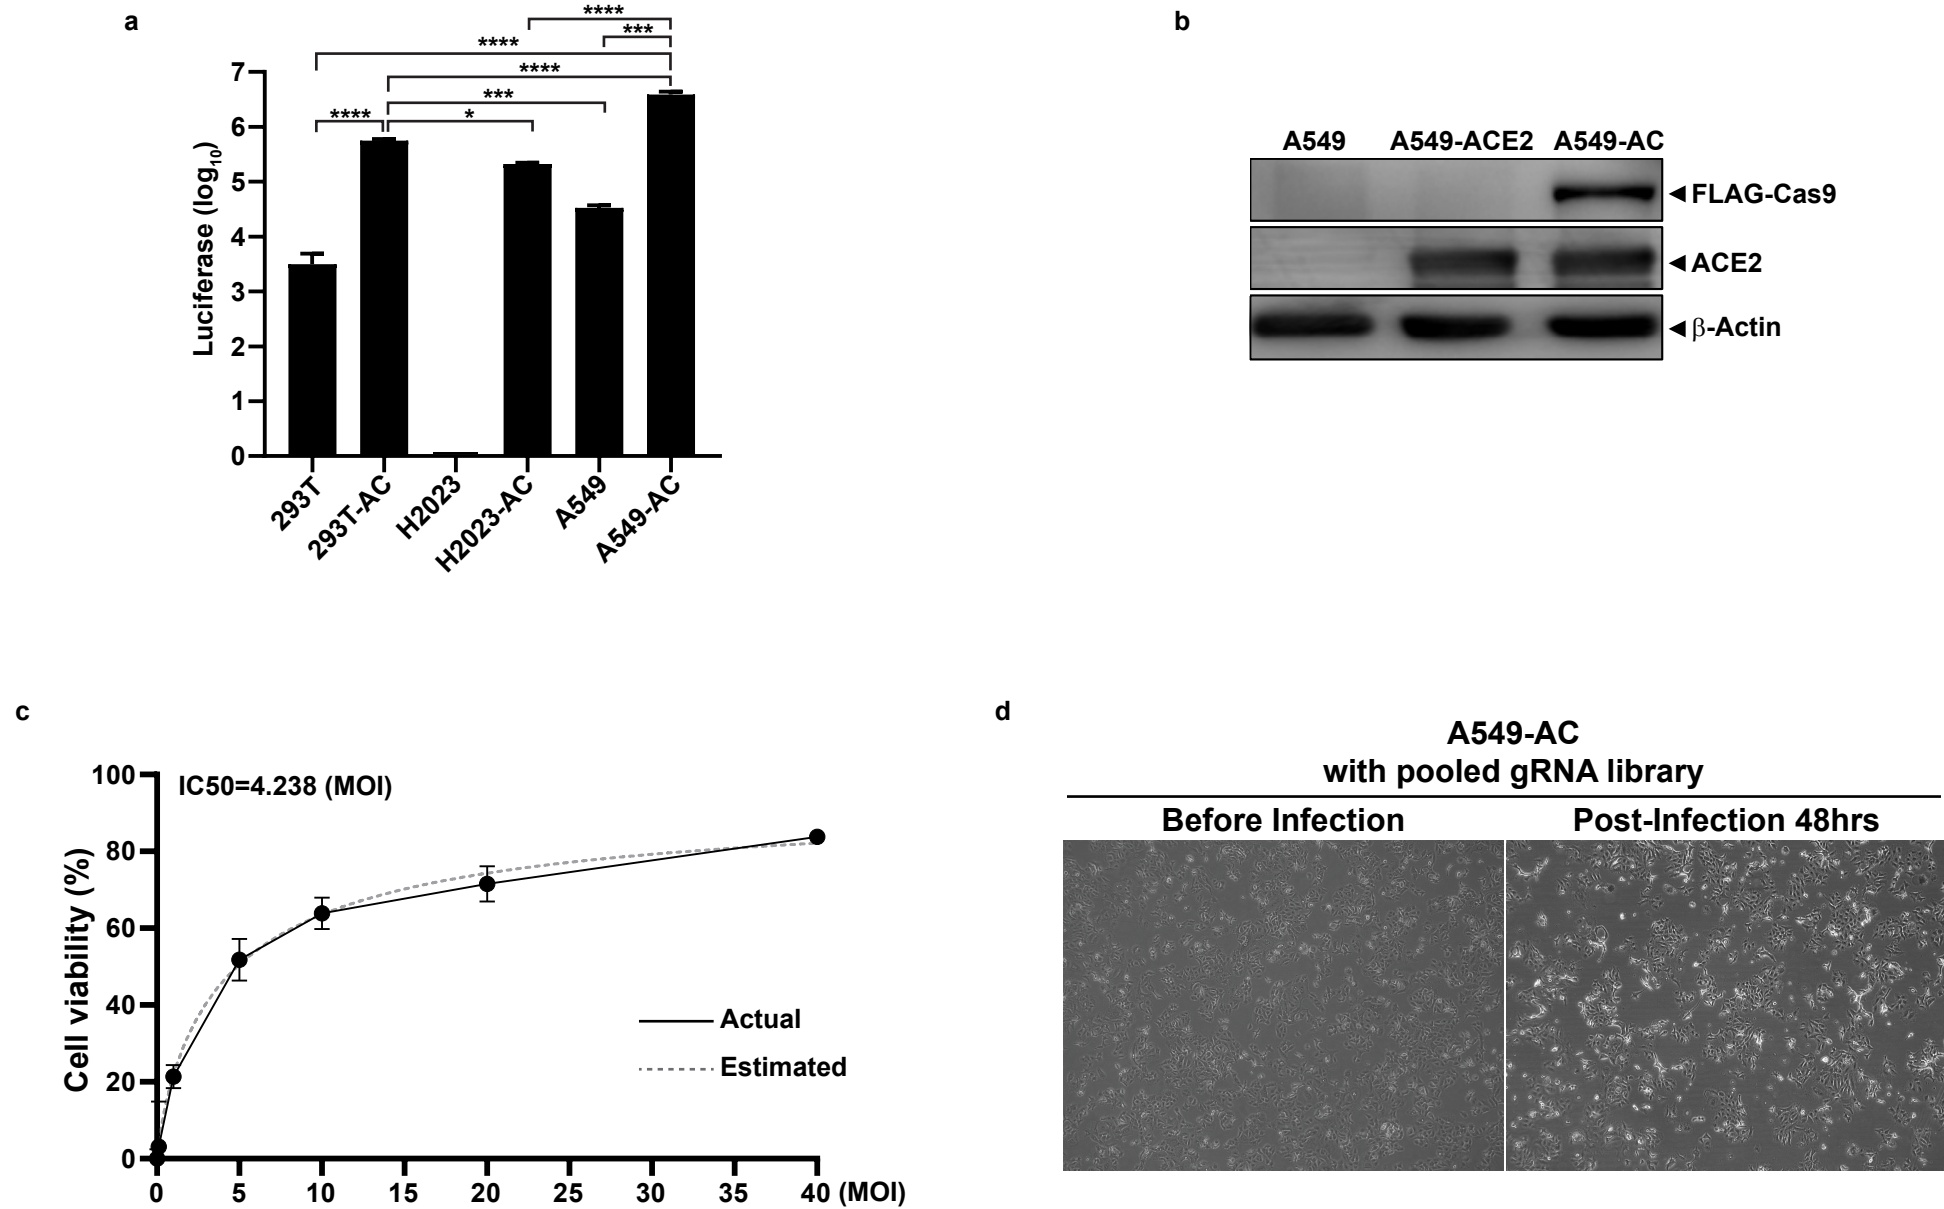 a
****
***
****
****
***
****
*
Luciferase (log10)
7
6
5
4
3
2
1
0
293T
293T-AC
H2023
H2023-AC
A549
A549-AC
b
A549 A549-ACE2 A549-AC
FLAG-Cas9
ACE2
β-Actin
c
IC50=4.238 (MOI)
Cell viability (%)
100
80
60
40
20
0
Actual
Estimated
0 5 10 15 20 25 30 35 40 (MOI)
d
A549-AC
with pooled gRNA library
Before Infection Post-Infection 48hrs